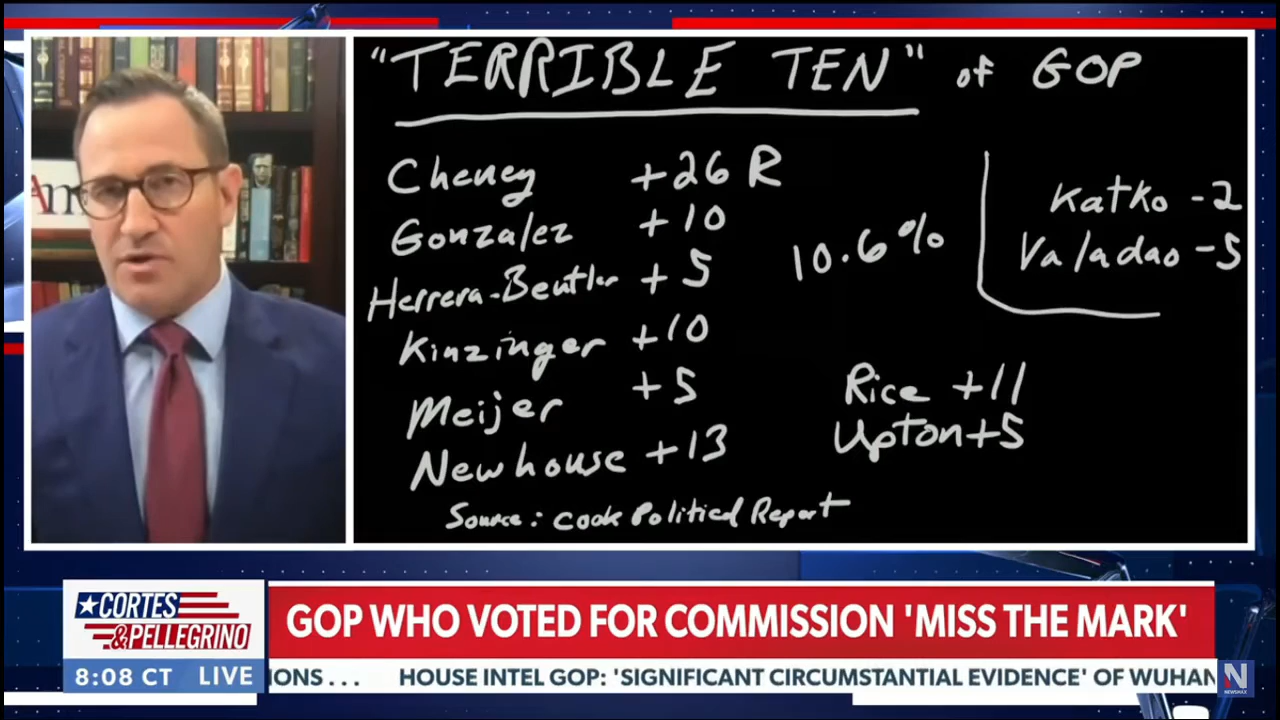 "TERRIBLE TEN" of GOP
Cheney +26 R
Gonzalez +10
Herrera-Beutler +5
Kinzinger +10
Meijer +5
Newhouse +13
10.6%
Katko -2
Valadao -5
Rice +11
Upton +5
Source: Cook Political Report
Am
CORTES
& PELLEGRINO
GOP WHO VOTED FOR COMMISSION 'MISS THE MARK'
8:08 CT LIVE
IONS . . . HOUSE INTEL GOP: 'SIGNIFICANT CIRCUMSTANTIAL EVIDENCE' OF WUHAN
N
NEWSMAX